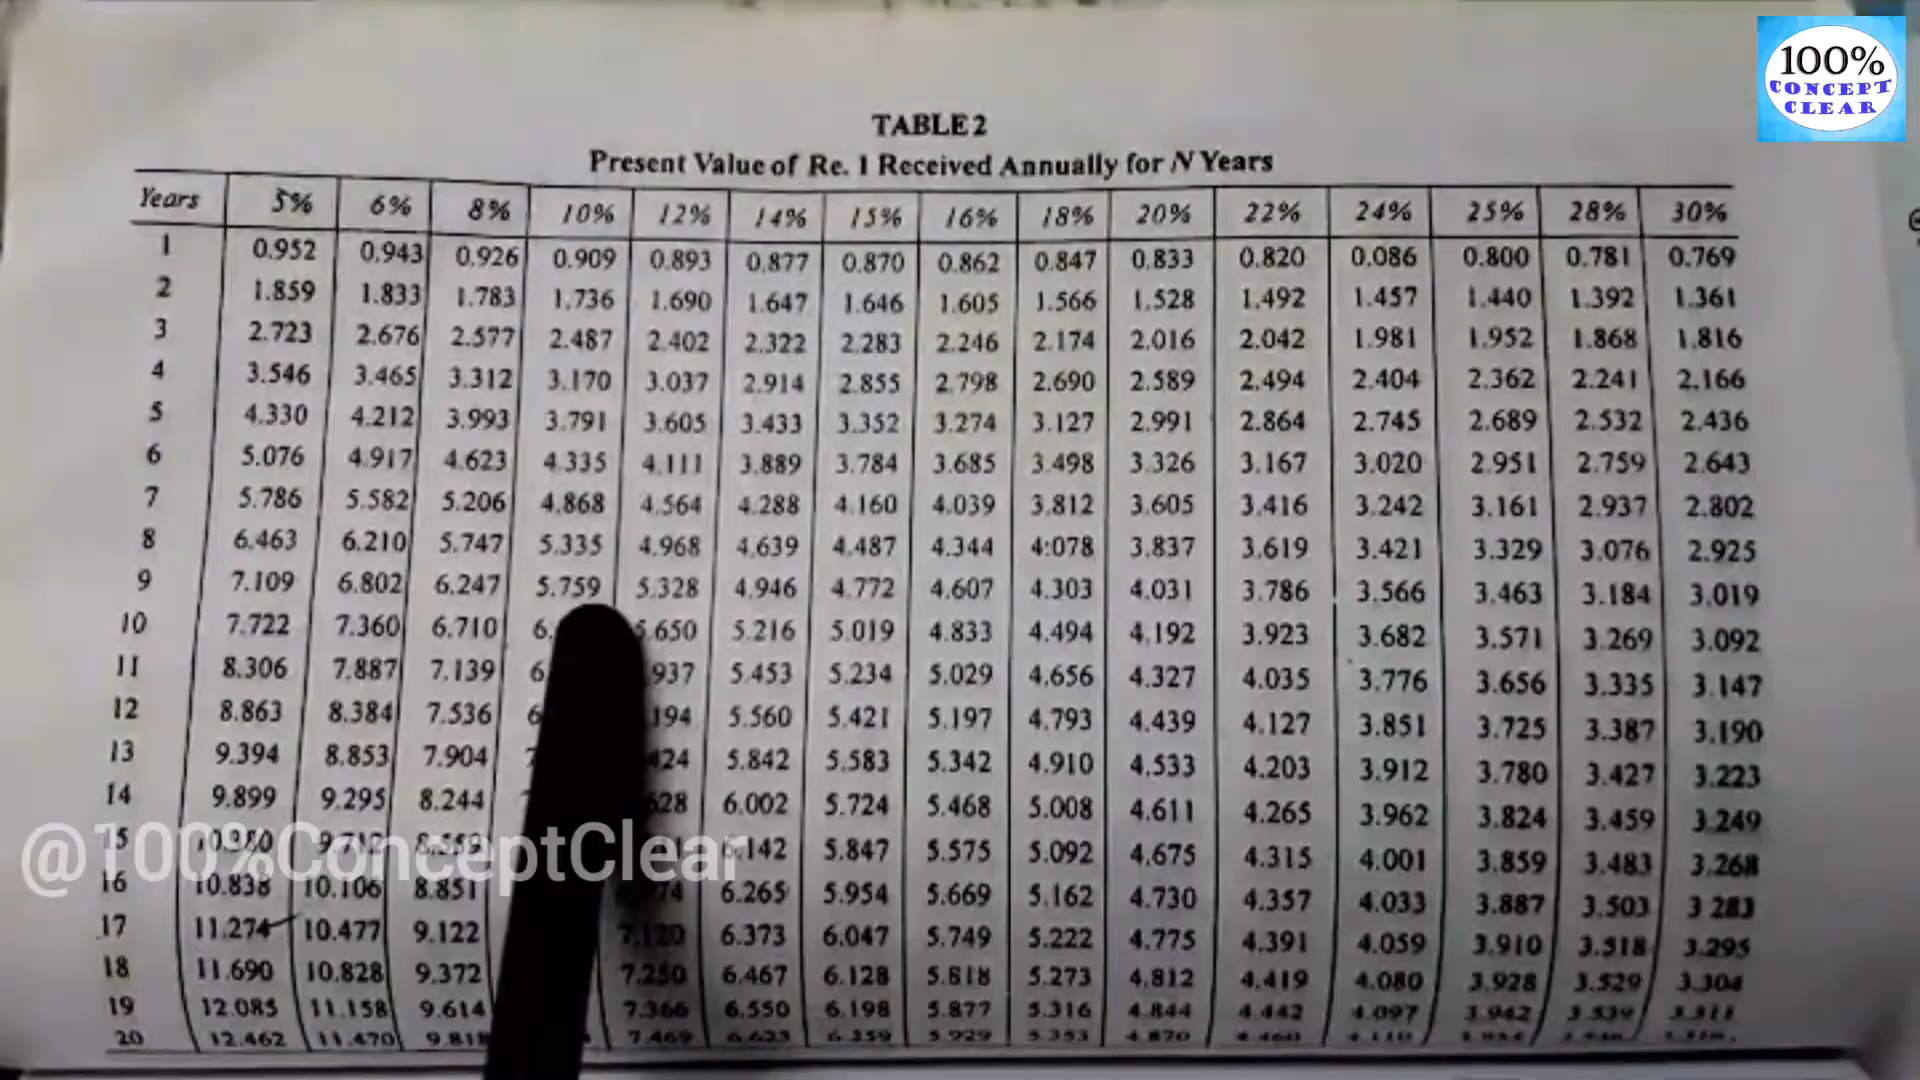 100%
CONCEPT
CLEAR
TABLE 2
Present Value of Re. 1 Received Annually for N Years
Years 5% 6% 8% 10% 12% 14% 15% 16% 18% 20% 22% 24% 25% 28% 30%
1 0.952 0.943 0.926 0.909 0.893 0.877 0.870 0.862 0.847 0.833 0.820 0.086 0.800 0.781 0.769
2 1.859 1.833 1.783 1.736 1.690 1.647 1.646 1.605 1.566 1.528 1.492 1.457 1.440 1.392 1.361
3 2.723 2.676 2.577 2.487 2.402 2.322 2.283 2.246 2.174 2.016 2.042 1.981 1.952 1.868 1.816
4 3.546 3.465 3.312 3.170 3.037 2.914 2.855 2.798 2.690 2.589 2.494 2.404 2.362 2.241 2.166
5 4.330 4.212 3.993 3.791 3.605 3.433 3.352 3.274 3.127 2.991 2.864 2.745 2.689 2.532 2.436
6 5.076 4.917 4.623 4.335 4.111 3.889 3.784 3.685 3.498 3.326 3.167 3.020 2.951 2.759 2.643
7 5.786 5.582 5.206 4.868 4.564 4.288 4.160 4.039 3.812 3.605 3.416 3.242 3.161 2.937 2.802
8 6.463 6.210 5.747 5.335 4.968 4.639 4.487 4.344 4:078 3.837 3.619 3.421 3.329 3.076 2.925
9 7.109 6.802 6.247 5.759 5.328 4.946 4.772 4.607 4.303 4.031 3.786 3.566 3.463 3.184 3.019
10 7.722 7.360 6.710 6. .650 5.216 5.019 4.833 4.494 4.192 3.923 3.682 3.571 3.269 3.092
11 8.306 7.887 7.139 6 937 5.453 5.234 5.029 4.656 4.327 4.035 3.776 3.656 3.335 3.147
12 8.863 8.384 7.536 6 194 5.560 5.421 5.197 4.793 4.439 4.127 3.851 3.725 3.387 3.190
13 9.394 8.853 7.904 424 5.842 5.583 5.342 4.910 4.533 4.203 3.912 3.780 3.427 3.223
14 9.899 9.295 8.244 628 6.002 5.724 5.468 5.008 4.611 4.265 3.962 3.824 3.459 3.249
15 10.380 9.712 8.559 6.142 5.847 5.575 5.092 4.675 4.315 4.001 3.859 3.483 3.268
@100%ConceptClear
16 10.838 10.106 8.851 6.265 5.954 5.669 5.162 4.730 4.357 4.033 3.887 3.503 3 283
17 11.274 10.477 9.122 7.120 6.373 6.047 5.749 5.222 4.775 4.391 4.059 3.910 3.518 3.295
18 11.690 10.828 9.372 7.250 6.467 6.128 5.818 5.273 4.812 4.419 4.080 3.928 3.529 3.304
19 12.085 11.158 9.614 7.366 6.550 6.198 5.877 5.316 4.844 4.442 4.097 3.942 3.539
20 12.462 11.470 7.469 6.623 6.259 5.929 5.353 4.870